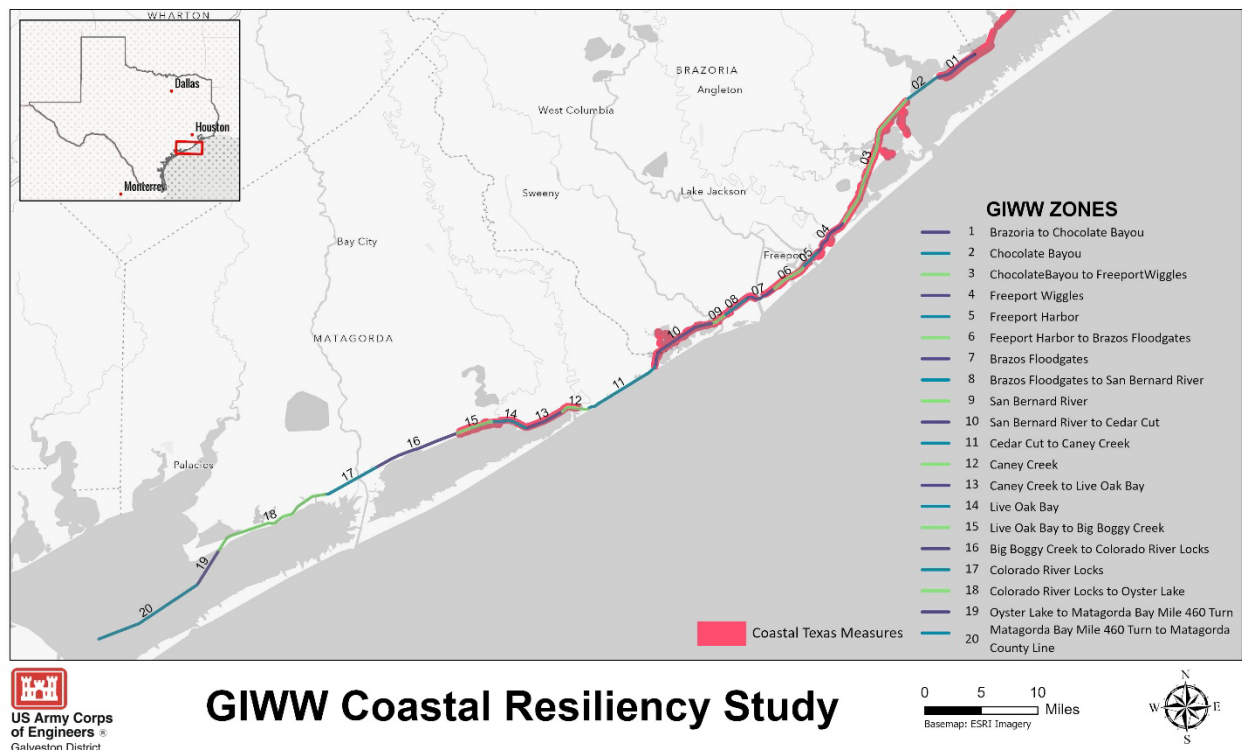 WHARTON
Dallas
Houston
Monterrey
BRAZORIA
Angleton
West Columbia
Sweeny
Lake Jackson
Bay City
Freeport
MATAGORDA
Palacios
01
02
03
04
05
06
07
08
09
10
11
12
13
14
15
16
17
18
19
20
GIWW ZONES
1 Brazoria to Chocolate Bayou
2 Chocolate Bayou
3 ChocolateBayou to FreeportWiggles
4 Freeport Wiggles
5 Freeport Harbor
6 Feeport Harbor to Brazos Floodgates
7 Brazos Floodgates
8 Brazos Floodgates to San Bernard River
9 San Bernard River
10 San Bernard River to Cedar Cut
11 Cedar Cut to Caney Creek
12 Caney Creek
13 Caney Creek to Live Oak Bay
14 Live Oak Bay
15 Live Oak Bay to Big Boggy Creek
16 Big Boggy Creek to Colorado River Locks
17 Colorado River Locks
18 Colorado River Locks to Oyster Lake
19 Oyster Lake to Matagorda Bay Mile 460 Turn
20 Matagorda Bay Mile 460 Turn to Matagorda
County Line
Coastal Texas Measures
US Army Corps
of Engineers ®
Galveston District
GIWW Coastal Resiliency Study
0 5 10
Miles
Basemap: ESRI Imagery
N
W E
S